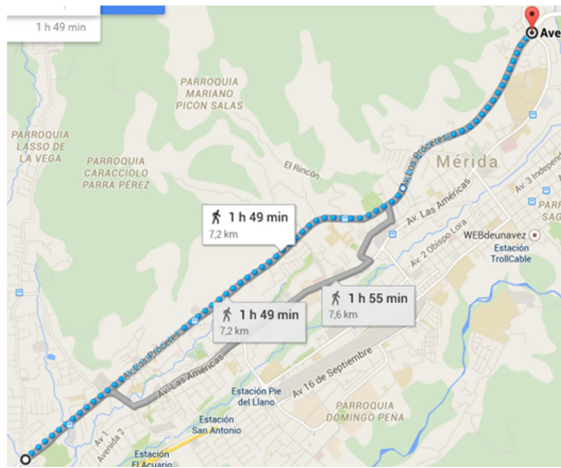 1 h 49 min
Ave
PARROQUIA
MARIANO
PICÓN SALAS
PARROQUIA
LASSO DE
LA VEGA
PARROQUIA
CARACCIOLO
PARRA PÉREZ
El Rincón
Av. Los Próceres
Mérida
Av. 3 Independ
PARR
SAG
Av. Las Américas
Av. 2 Obispo Lora
WEBdeunavez
Estación
TrollCable
1 h 49 min
7,2 km
1 h 55 min
7,6 km
1 h 49 min
7,2 km
Av. Los Próceres
Av. Las Américas
Av. 16 de Septiembre
Estación Pie
del Llano
PARROQUIA
DOMINGO PEÑA
Av 1
Avenida 2
Estación
San Antonio
Estación
El Acuario